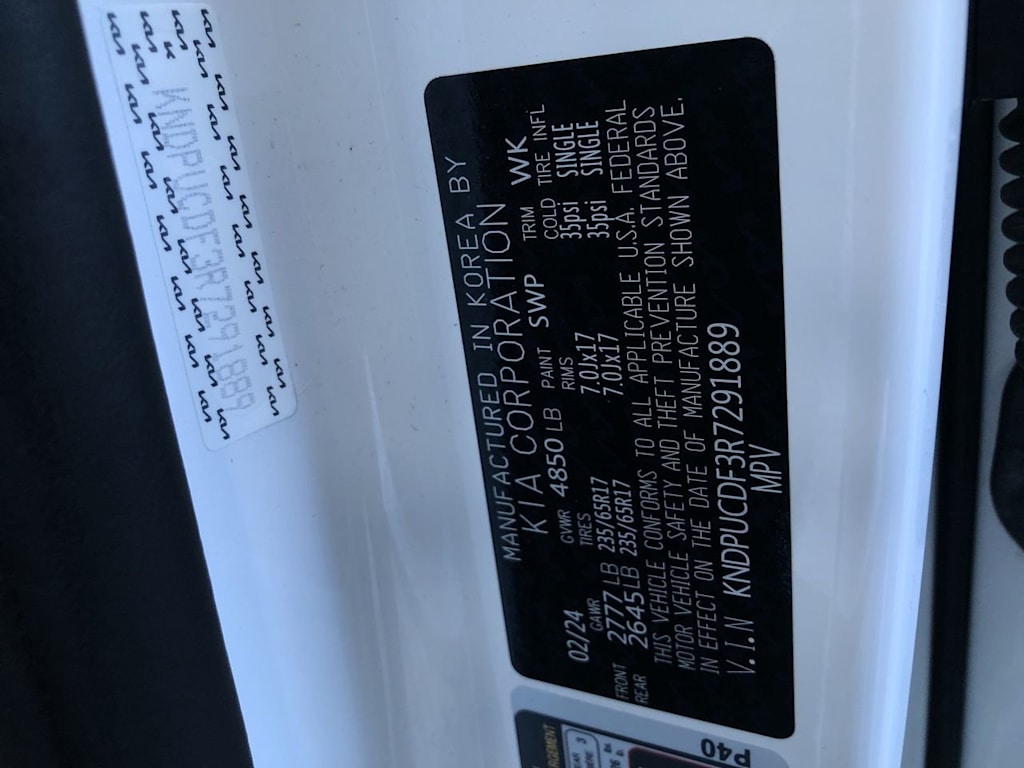 MANUFACTURED IN KOREA BY
KIA CORPORATION
02/24 GVWR 4850 LB PAINT SWP TRIM WK
GAWR TIRES RIMS COLD TIRE INFL
FRONT 2777 LB 235/65R17 7.0Jx17 35psi SINGLE
REAR 2645LB 235/65R17 7.0Jx17 35psi SINGLE
THIS VEHICLE CONFORMS TO ALL APPLICABLE U.S.A. FEDERAL
MOTOR VEHICLE SAFETY AND THEFT PREVENTION STANDARDS
IN EFFECT ON THE DATE OF MANUFACTURE SHOWN ABOVE.
V.I.N KNDPUCDF3R7291889
MPV
KNDPUCDF3R7291889
P40